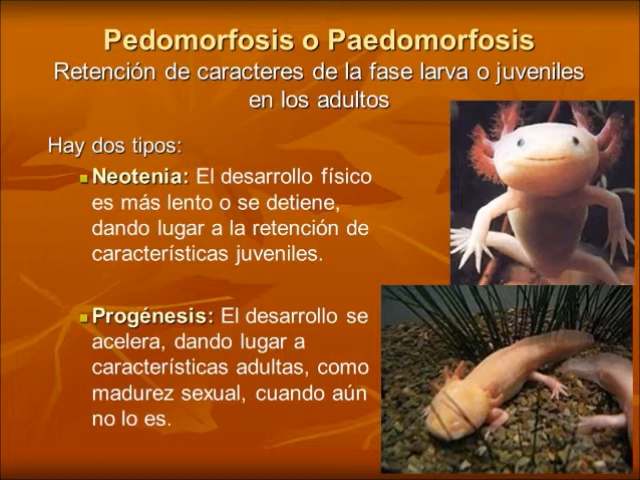 Pedomorfosis o Paedomorfosis
Retención de caracteres de la fase larva o juveniles
en los adultos
Hay dos tipos:
Neotenia: El desarrollo físico
es más lento o se detiene,
dando lugar a la retención de
características juveniles.
Progénesis: El desarrollo se
acelera, dando lugar a
características adultas, como
madurez sexual, cuando aún
no lo es.